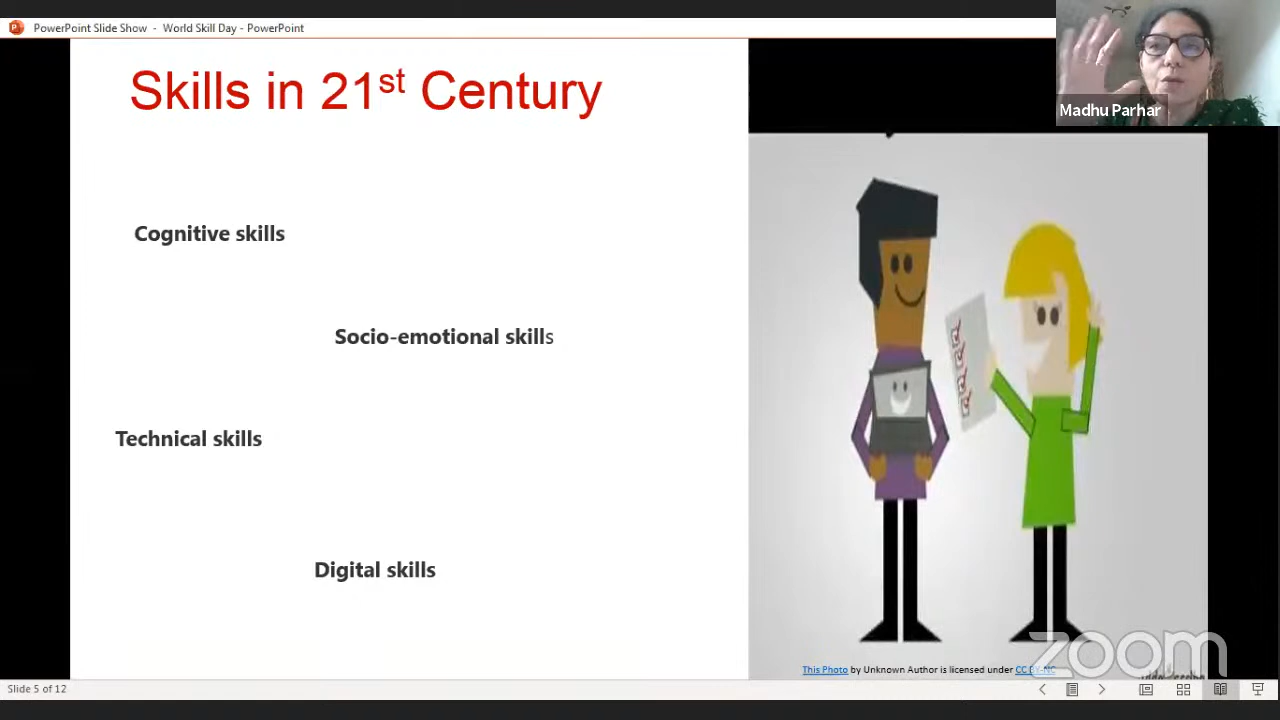 PowerPoint Slide Show - World Skill Day - PowerPoint
Madhu Parhar
Skills in 21st Century
Cognitive skills
Socio-emotional skills
Technical skills
Digital skills
This Photo by Unknown Author is licensed under CC BY-NC
zoom
Slide 5 of 12